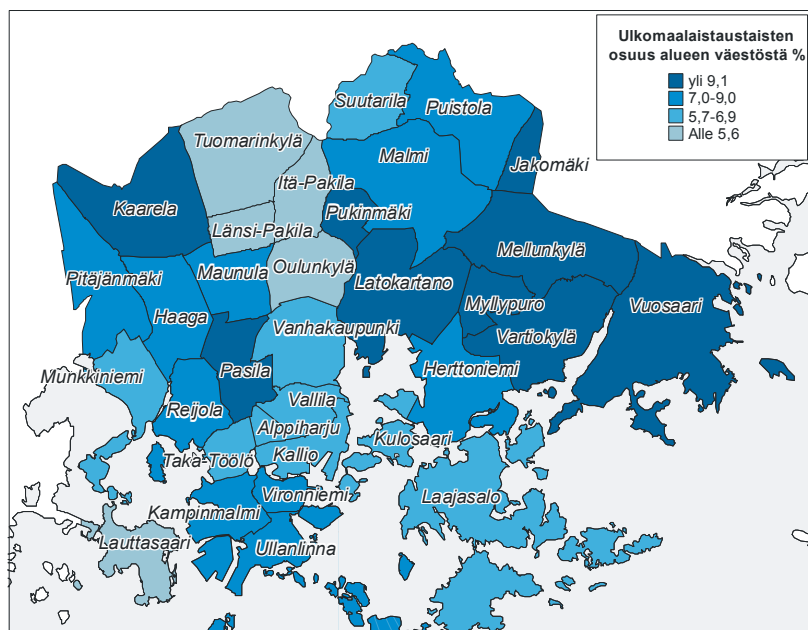 Ulkomaalaistaustaisten
osuus alueen väestöstä %
yli 9,1
7,0-9,0
5,7-6,9
Alle 5,6
Suutarila
Puistola
Tuomarinkylä
Malmi
Jakomäki
Itä-Pakila
Kaarela
Pukinmäki
Länsi-Pakila
Mellunkylä
Pitäjänmäki
Maunula
Oulunkylä
Latokartano
Myllypuro
Vuosaari
Haaga
Vanhakaupunki
Vartiokylä
Munkkiniemi
Pasila
Herttoniemi
Reijola
Vallila
Alppiharju
Kulosaari
Taka-Töölö
Kallio
Vironniemi
Laajasalo
Kampinmalmi
Lauttasaari
Ullanlinna